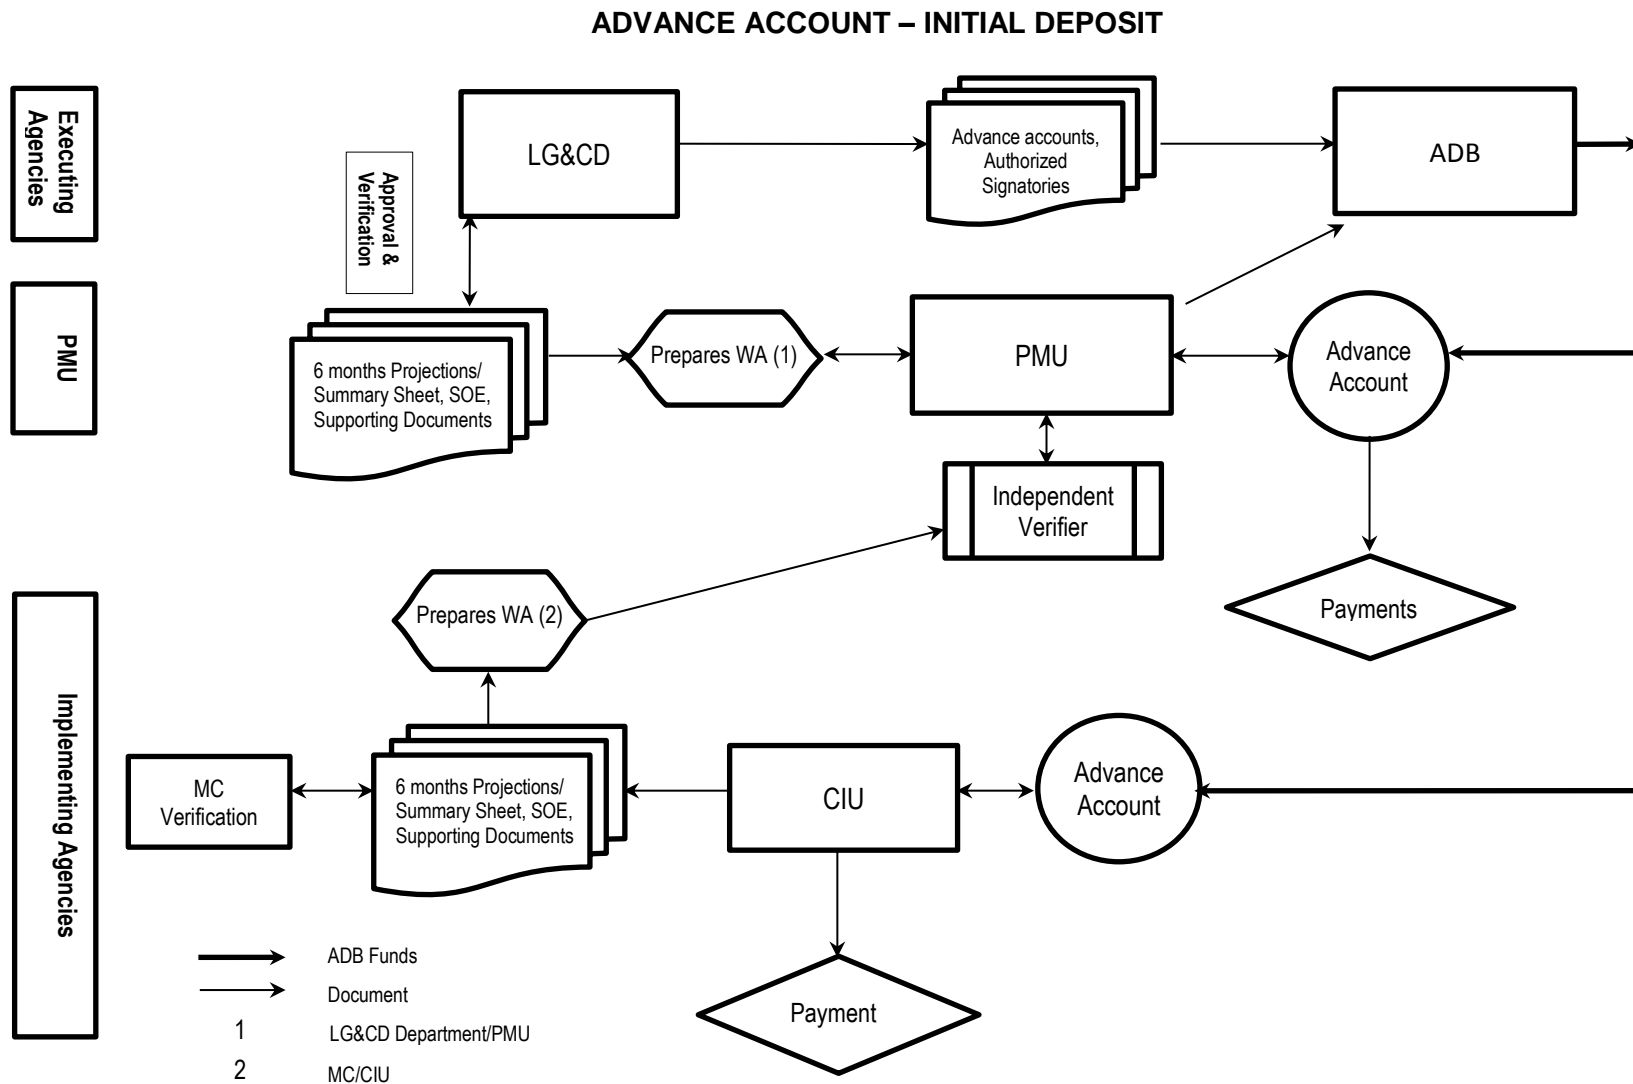 ADVANCE ACCOUNT – INITIAL DEPOSIT
Executing
Agencies
LG&CD
Advance accounts,
Authorized
Signatories
ADB
Approval &
Verification
PMU
6 months Projections/
Summary Sheet, SOE,
Supporting Documents
Prepares WA (1)
PMU
Advance
Account
Independent
Verifier
Prepares WA (2)
Payments
Implementing Agencies
MC
Verification
6 months Projections/
Summary Sheet, SOE,
Supporting Documents
CIU
Advance
Account
Payment
ADB Funds
Document
1 LG&CD Department/PMU
2 MC/CIU